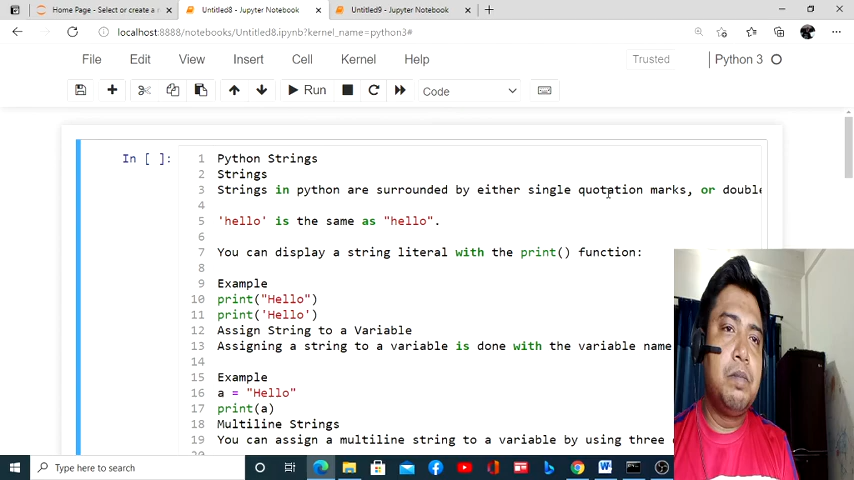 Home Page - Select or create a n
Untitled8 - Jupyter Notebook
Untitled9 - Jupyter Notebook
localhost:8888/notebooks/Untitled8.ipynb?kernel_name=python3#
File Edit View Insert Cell Kernel Help
Trusted
Python 3
Run
Code
In [ ]:
1 Python Strings
2 Strings
3 Strings in python are surrounded by either single quotation marks, or double
4
5 'hello' is the same as "hello".
6
7 You can display a string literal with the print() function:
8
9 Example
10 print("Hello")
11 print('Hello')
12 Assign String to a Variable
13 Assigning a string to a variable is done with the variable name
14
15 Example
16 a = "Hello"
17 print(a)
18 Multiline Strings
19 You can assign a multiline string to a variable by using three
Type here to search